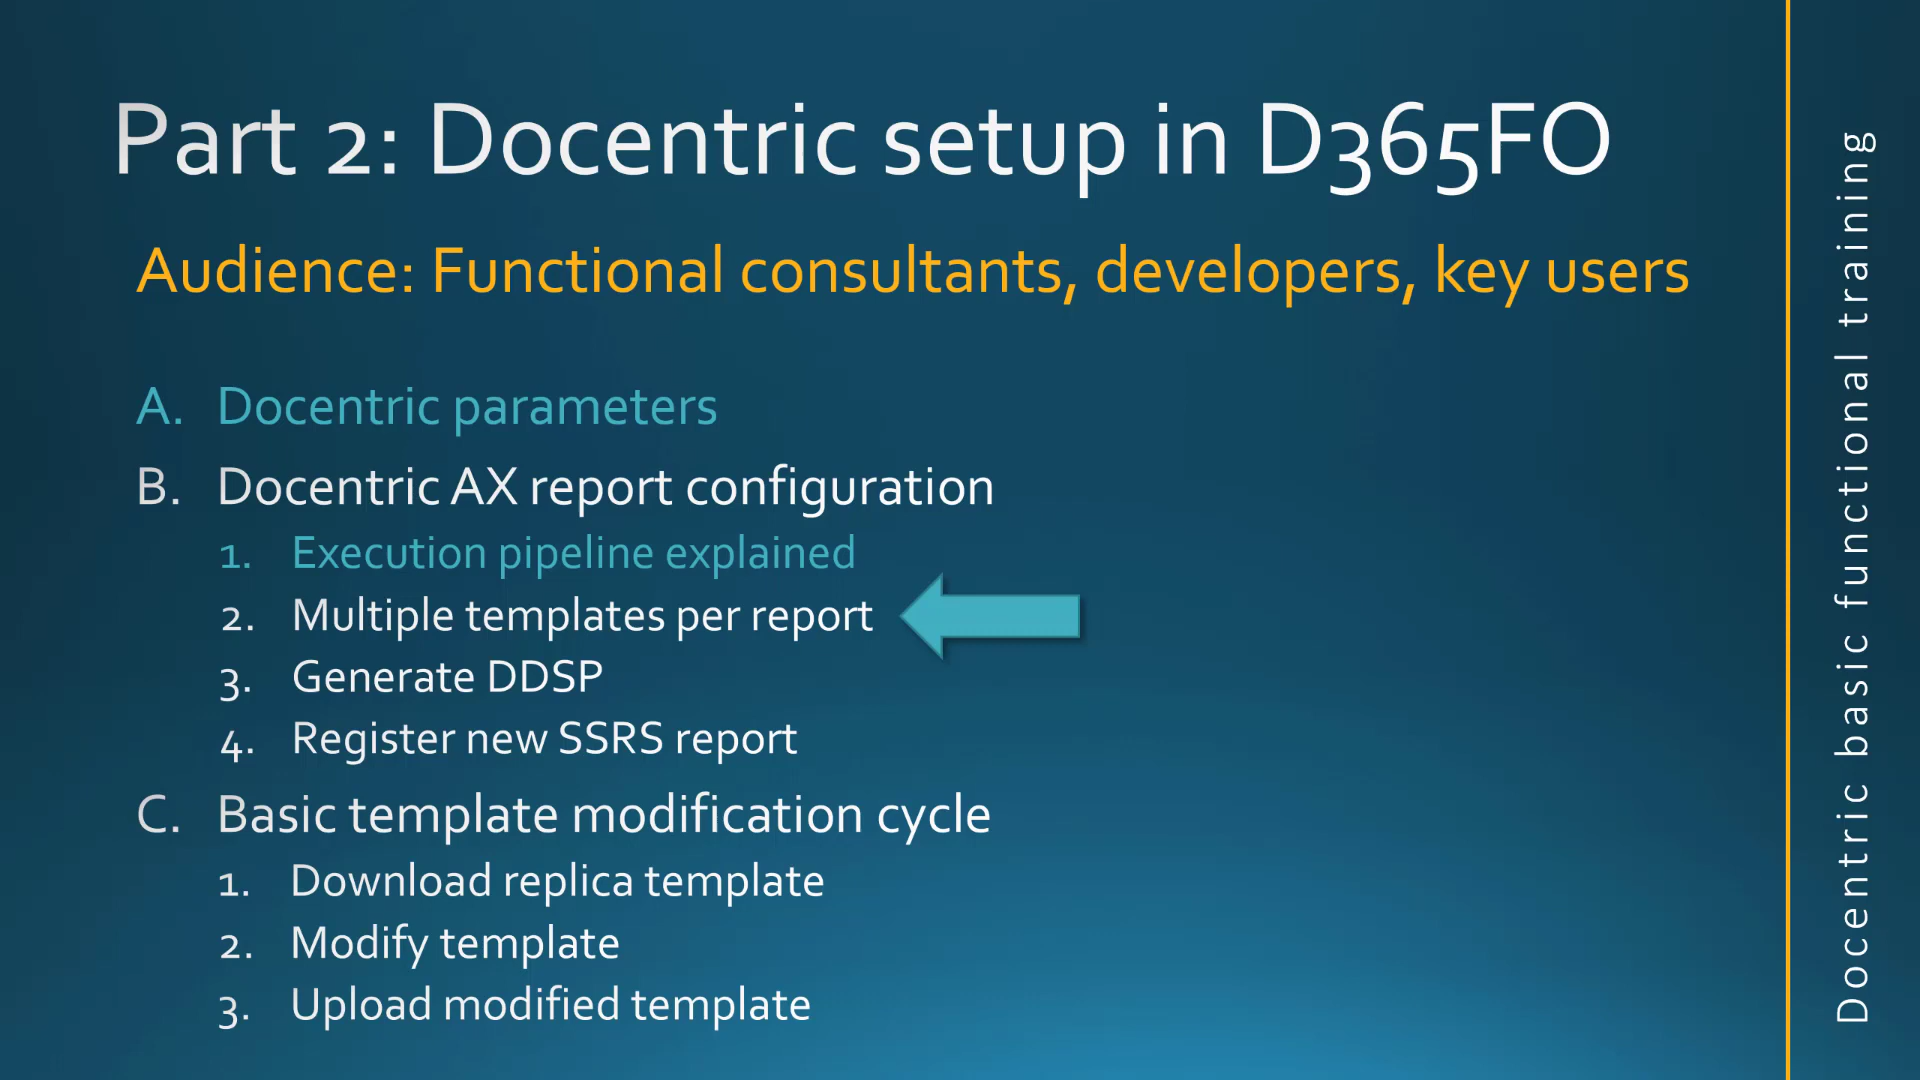 Part 2: Docentric setup in D365FO
Audience: Functional consultants, developers, key users
A. Docentric parameters
B. Docentric AX report configuration
1. Execution pipeline explained
2. Multiple templates per report
3. Generate DDSP
4. Register new SSRS report
C. Basic template modification cycle
1. Download replica template
2. Modify template
3. Upload modified template
Docentric basic functional training